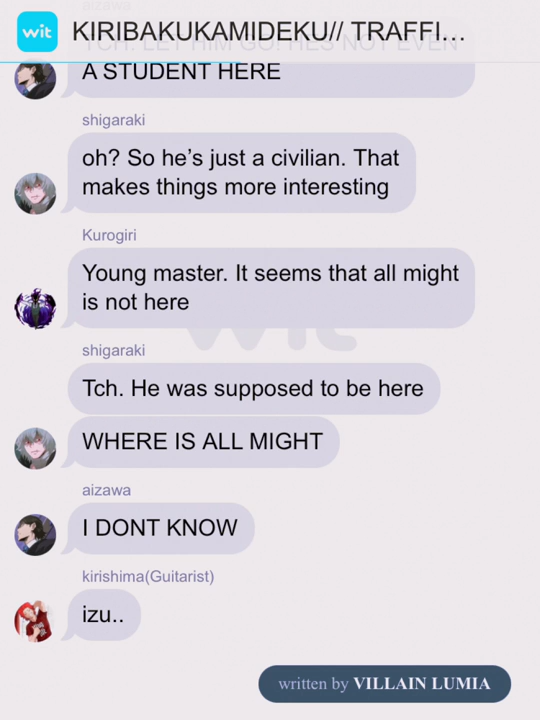 aizawa
wit
KIRIBAKUKAMIDEKU// TRAFFI...
TCH. LET HIM GO! HES NOT EVEN
A STUDENT HERE
shigaraki
oh? So he’s just a civilian. That
makes things more interesting
Kurogiri
Young master. It seems that all might
is not here
wit
shigaraki
Tch. He was supposed to be here
WHERE IS ALL MIGHT
aizawa
I DONT KNOW
kirishima(Guitarist)
izu..
written by VILLAIN LUMIA